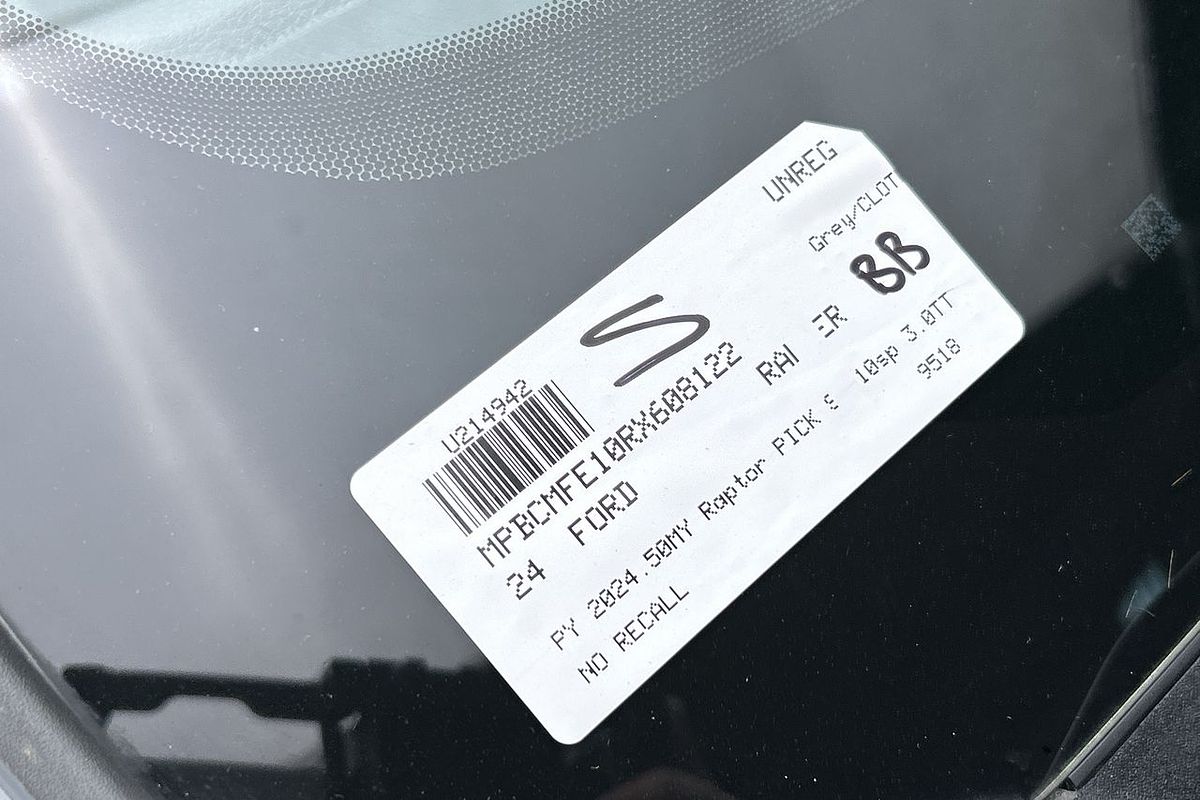 UNREG
Grey/CLOT
BB
S
U214942
MPBCMFE10RX608122
24 FORD RAN ER
PY 2024.50MY Raptor PICK 10sp 3.0TT
NO RECALL 9518